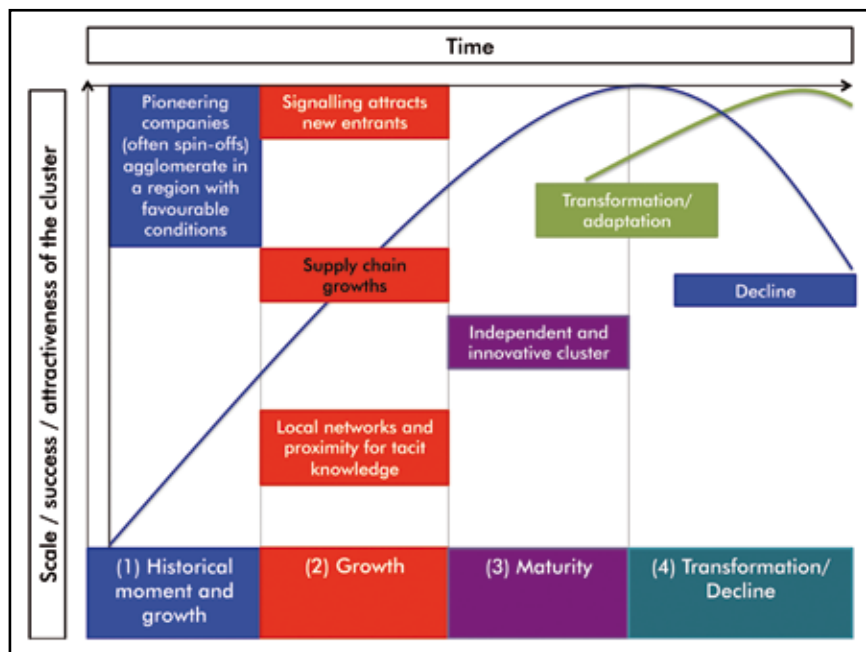 Time
Scale / success / attractiveness of the cluster
Pioneering
companies
(often spin-offs)
agglomerate in
a region with
favourable
conditions
Signalling attracts
new entrants
Supply chain
growths
Local networks and
proximity for tacit
knowledge
Independent and
innovative cluster
Transformation/
adaptation
Decline
(1) Historical
moment and
growth
(2) Growth
(3) Maturity
(4) Transformation/
Decline